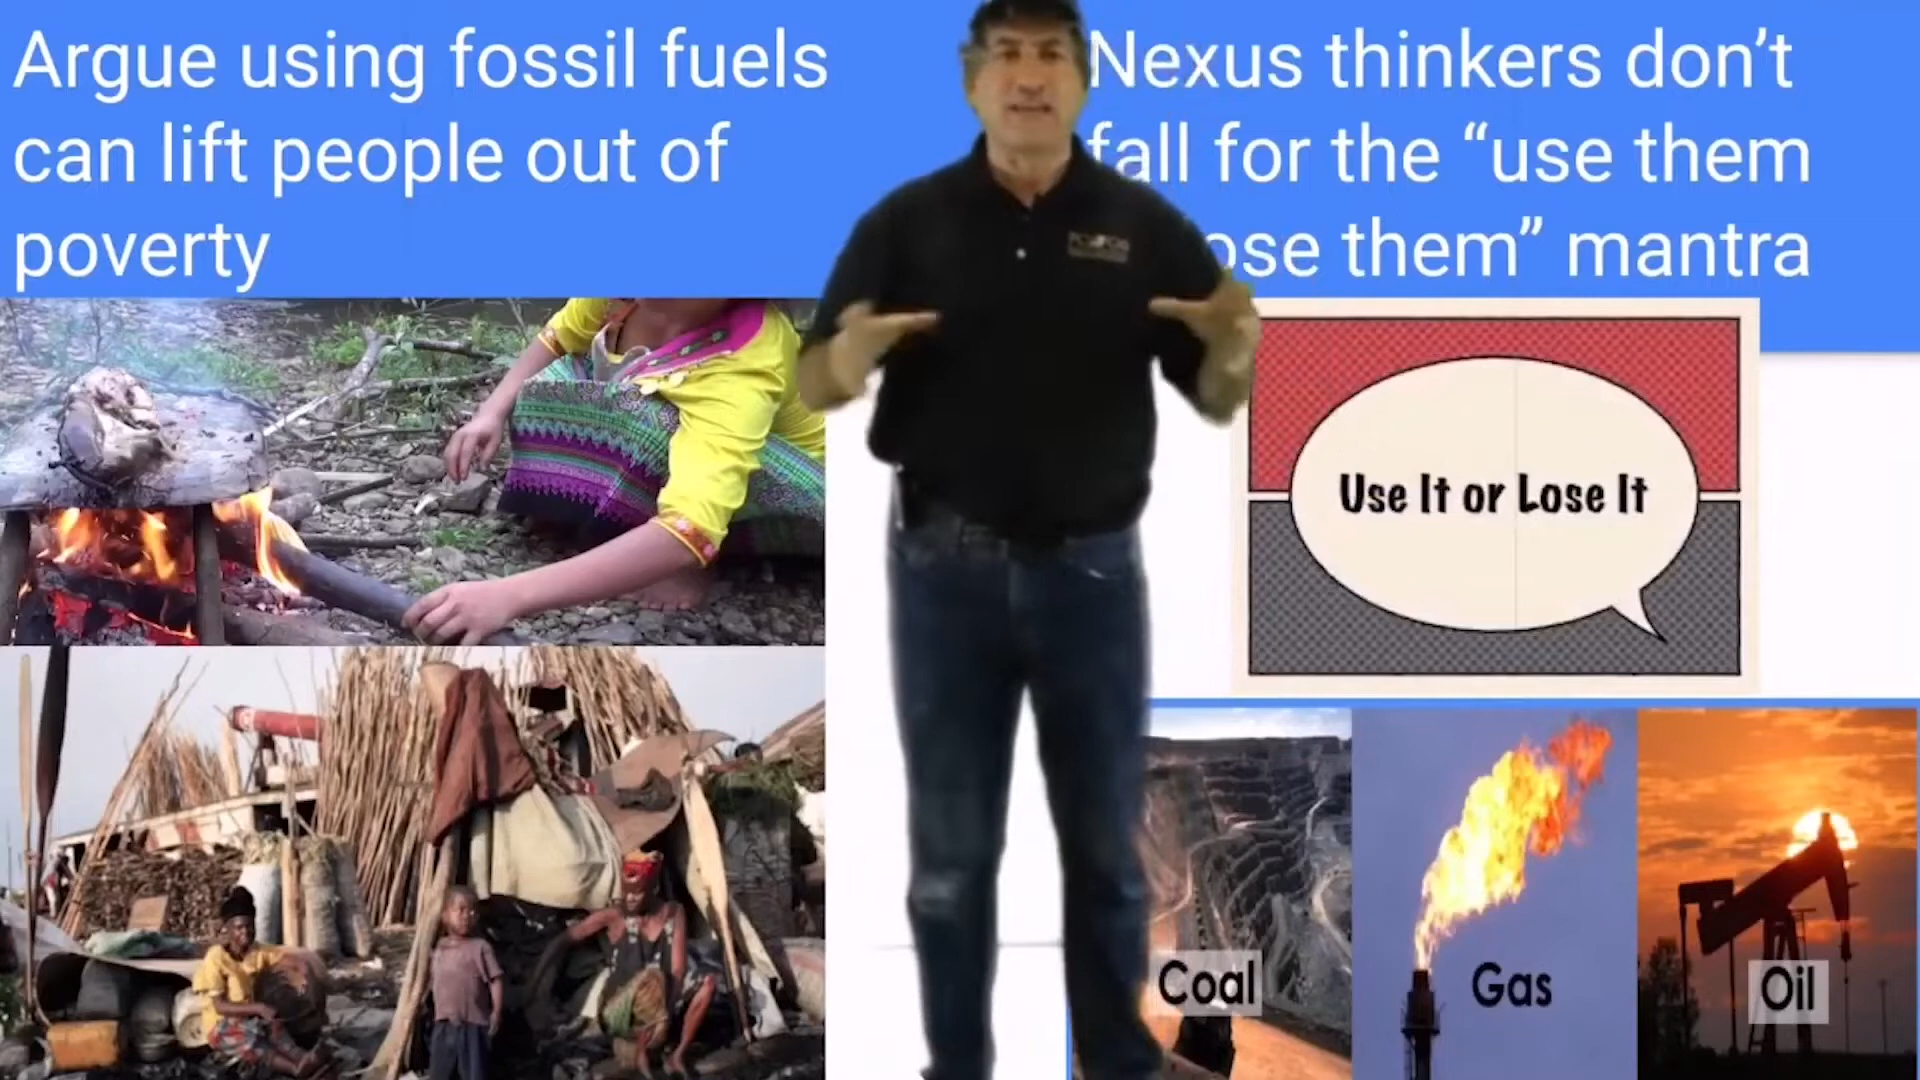 Argue using fossil fuels
can lift people out of
poverty
Nexus thinkers don't
fall for the “use them
ose them” mantra
Use It or Lose It
Coal
Gas
Oil